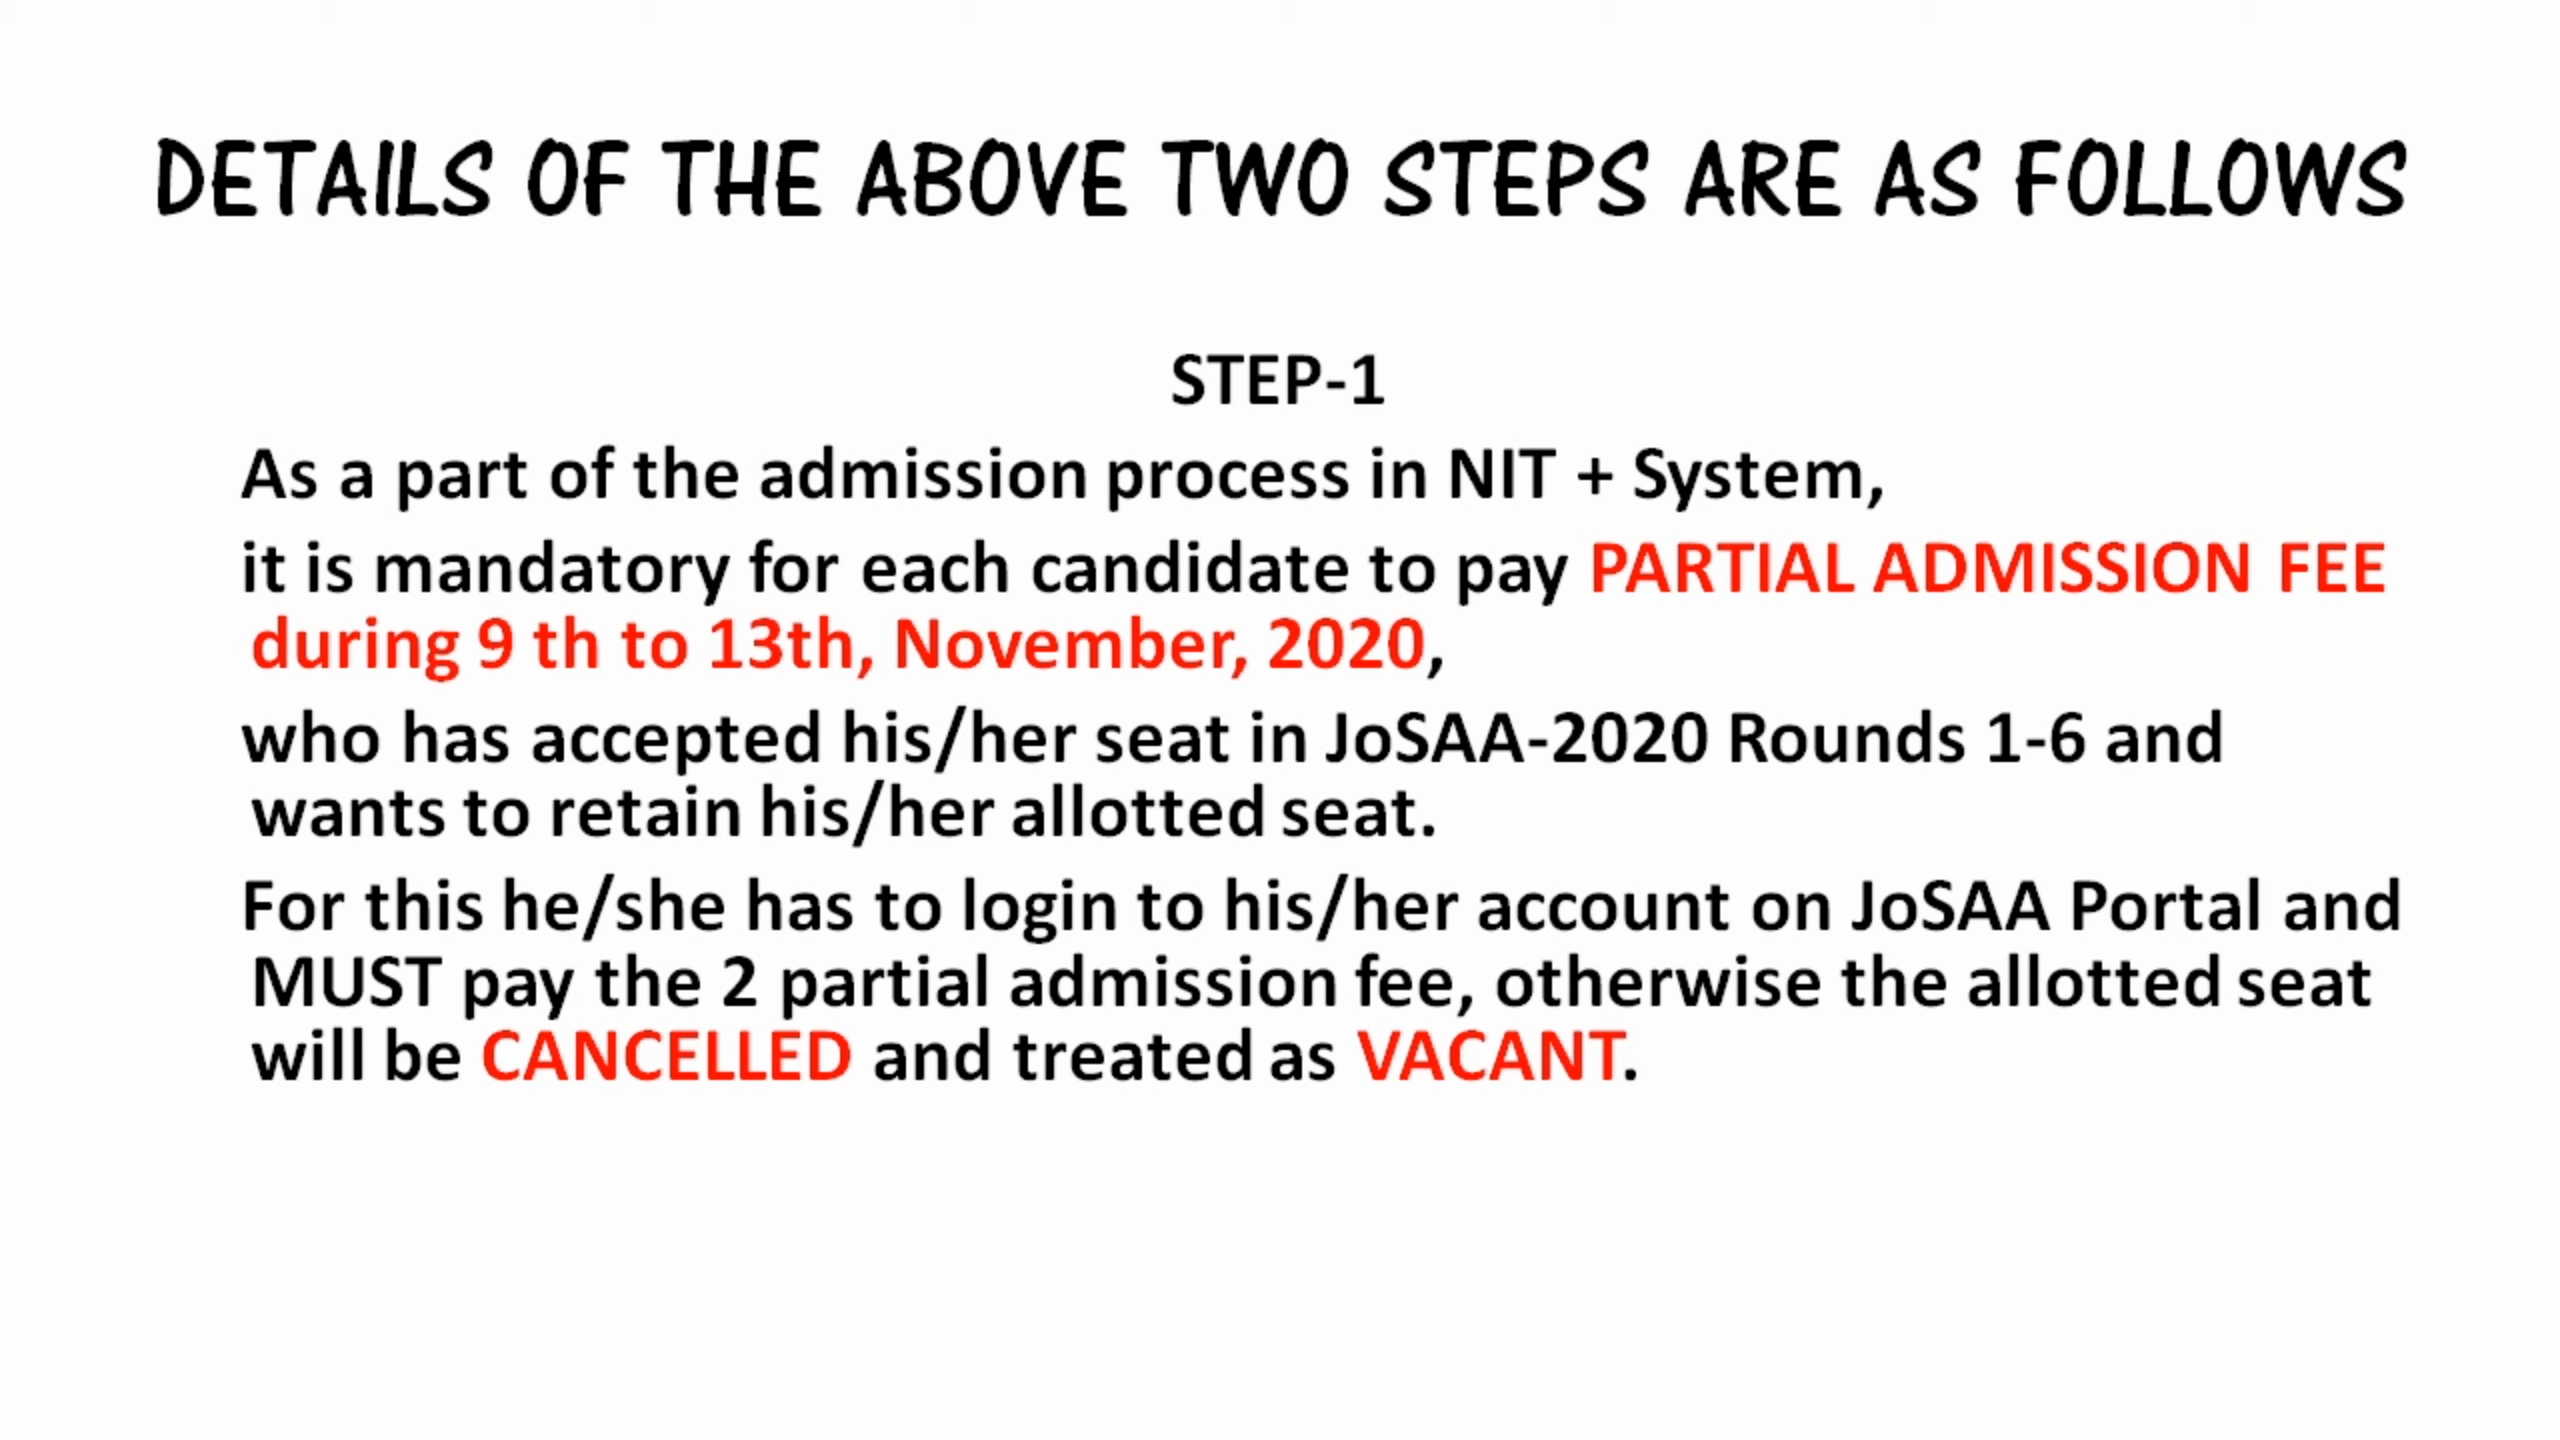 DETAILS OF THE ABOVE TWO STEPS ARE AS FOLLOWS
STEP-1
As a part of the admission process in NIT + System,
it is mandatory for each candidate to pay PARTIAL ADMISSION FEE
during 9 th to 13th, November, 2020,
who has accepted his/her seat in JoSAA-2020 Rounds 1-6 and
wants to retain his/her allotted seat.
For this he/she has to login to his/her account on JoSAA Portal and
MUST pay the 2 partial admission fee, otherwise the allotted seat
will be CANCELLED and treated as VACANT.